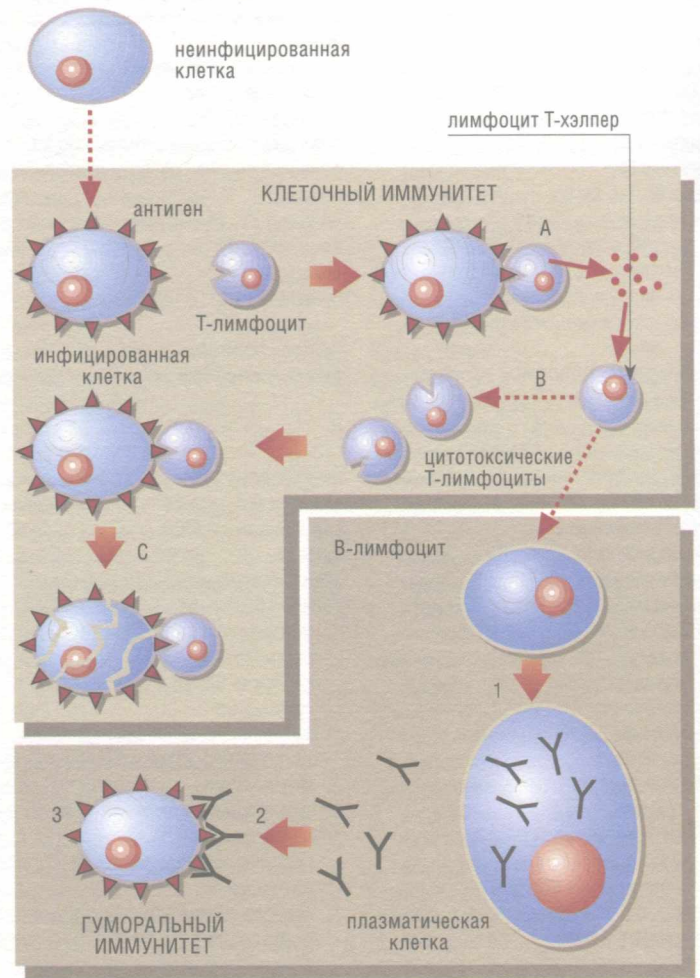 неинфицированная
клетка
лимфоцит Т-хэлпер
КЛЕТОЧНЫЙ ИММУНИТЕТ
антиген
А
Т-лимфоцит
инфицированная
клетка
В
цитотоксические
Т-лимфоциты
С
В-лимфоцит
1
3
2
ГУМОРАЛЬНЫЙ
ИММУНИТЕТ
плазматическая
клетка